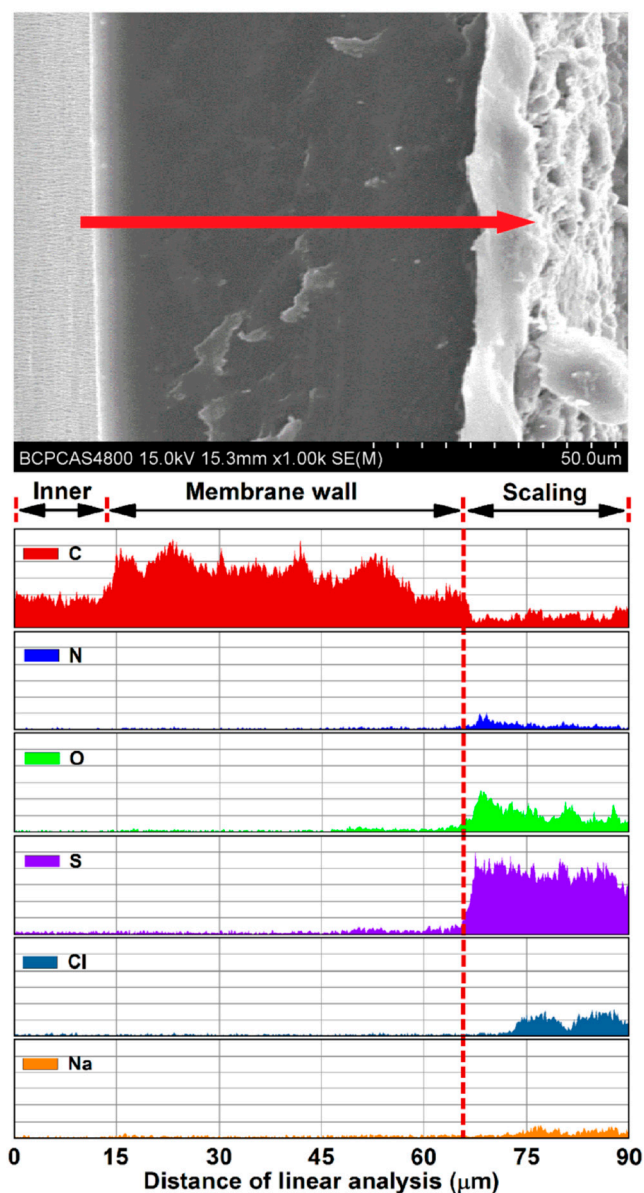 BCPCAS4800 15.0kV 15.3mm x1.00k SE(M) 50.0um
Inner Membrane wall Scaling
C
N
O
S
Cl
Na
0 15 30 45 60 75 90
Distance of linear analysis (μm)